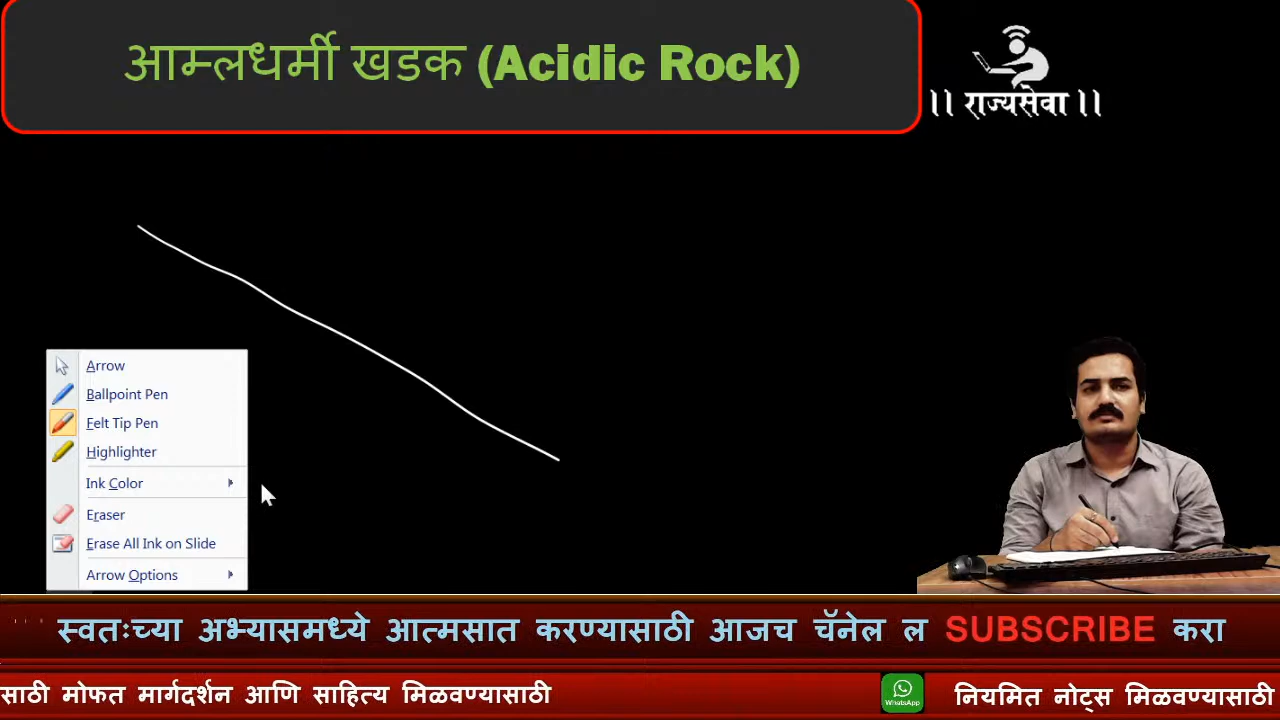 आम्लधर्मी खडक (Acidic Rock)
।। राज्यसेवा ।।
Arrow
Ballpoint Pen
Felt Tip Pen
Highlighter
Ink Color
Eraser
Erase All Ink on Slide
Arrow Options
स्वतःच्या अभ्यासमध्ये आत्मसात करण्यासाठी आजच चॅनेल ल SUBSCRIBE करा
साठी मोफत मार्गदर्शन आणि साहित्य मिळवण्यासाठी WhatsApp नियमित नोट्स मिळवण्यासाठी